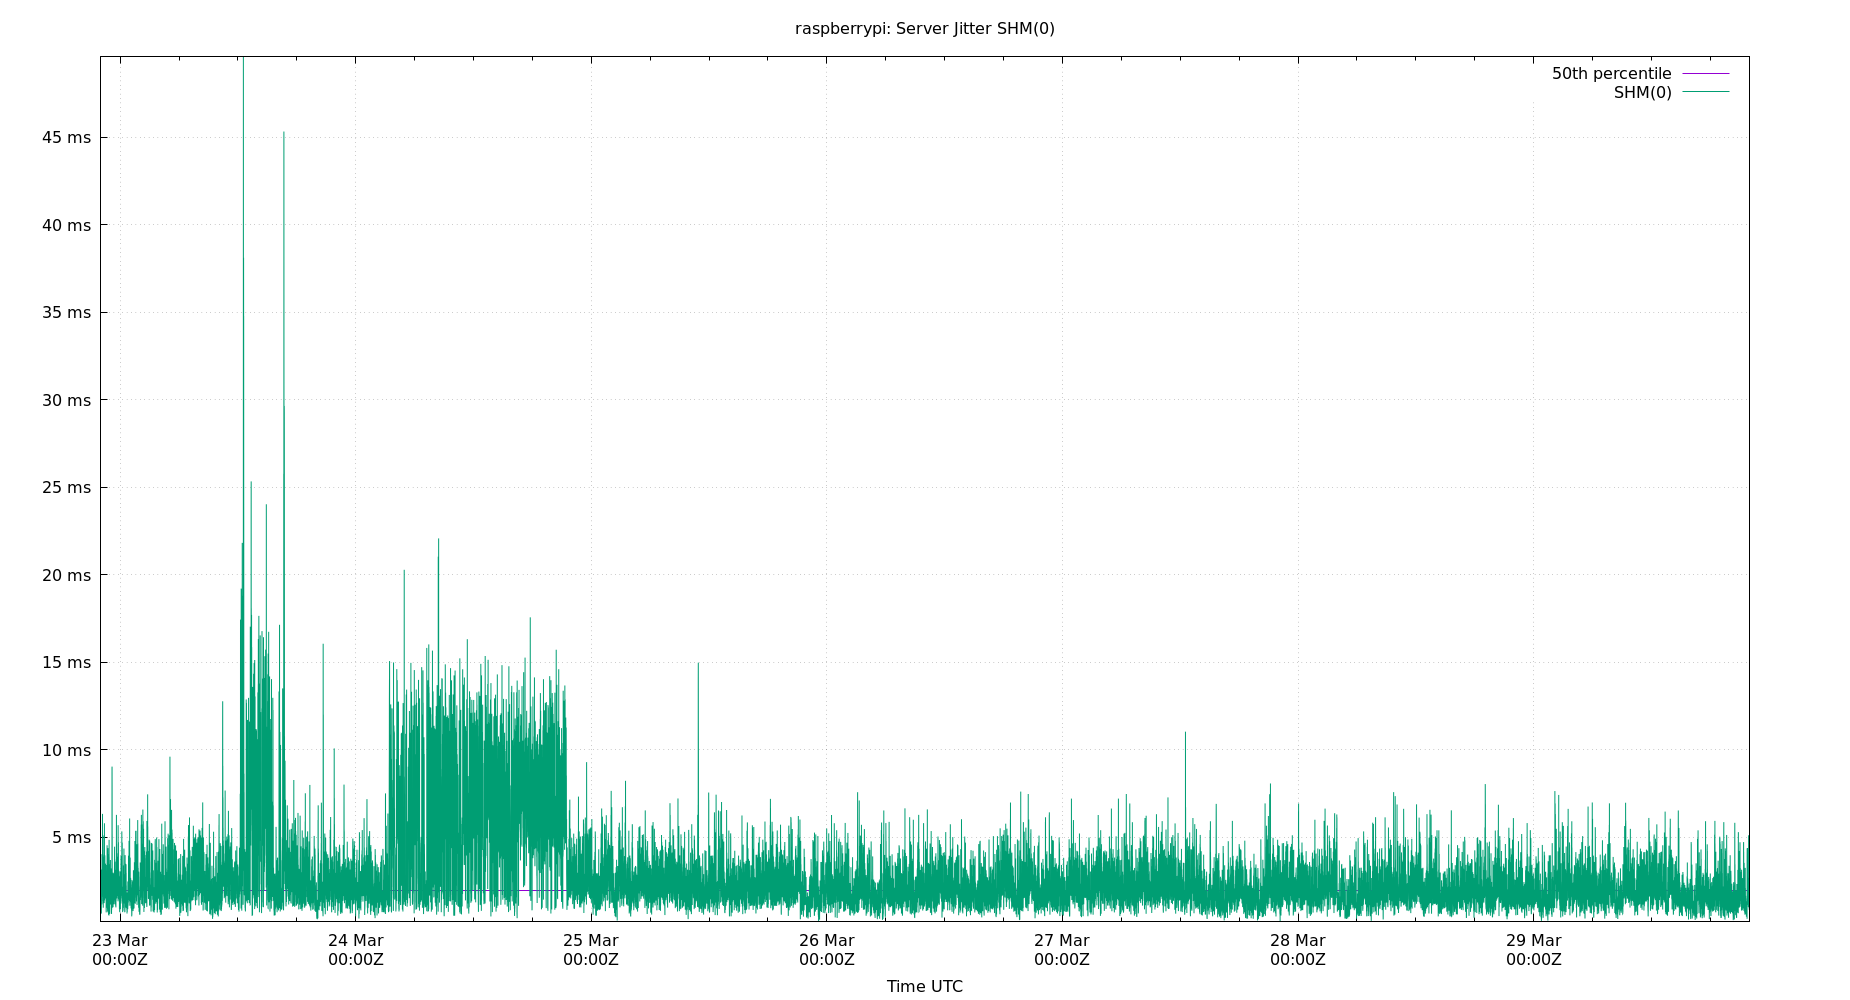 raspberrypi: Server Jitter SHM(0)
50th percentile
SHM(0)
45 ms
40 ms
35 ms
30 ms
25 ms
20 ms
15 ms
10 ms
5 ms
23 Mar 24 Mar 25 Mar 26 Mar 27 Mar 28 Mar 29 Mar
00:00Z 00:00Z 00:00Z 00:00Z 00:00Z 00:00Z 00:00Z
Time UTC